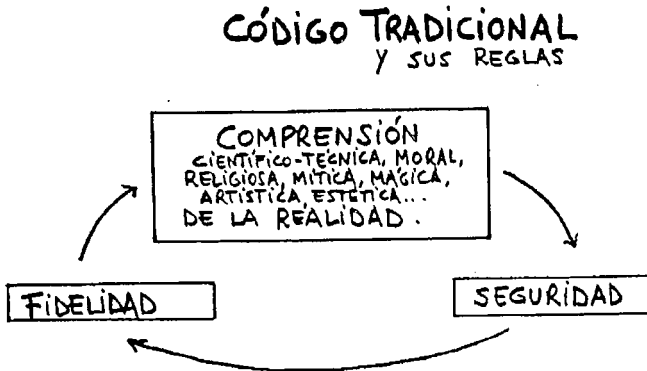 CÓDIGO TRADICIONAL
Y SUS REGLAS
COMPRENSIÓN
CIENTÍFICO-TÉCNICA, MORAL,
RELIGIOSA, MÍTICA, MÁGICA,
ARTÍSTICA, ESTÉTICA...
DE LA REALIDAD.
FIDELIDAD
SEGURIDAD